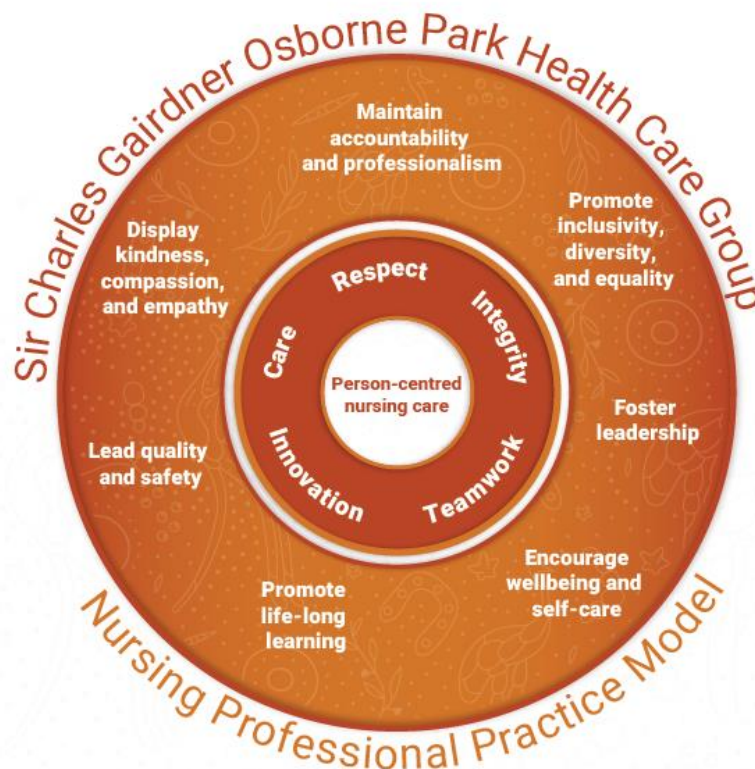 Sir Charles Gairdner Osborne Park Health Care Group
Maintain
accountability
and professionalism
Promote
inclusivity,
diversity,
and equality
Foster
leadership
Encourage
wellbeing and
self-care
Promote
life-long
learning
Lead quality
and safety
Display
kindness,
compassion,
and empathy
Care
Respect
Integrity
Teamwork
Innovation
Person-centred
nursing care
Nursing Professional Practice Model